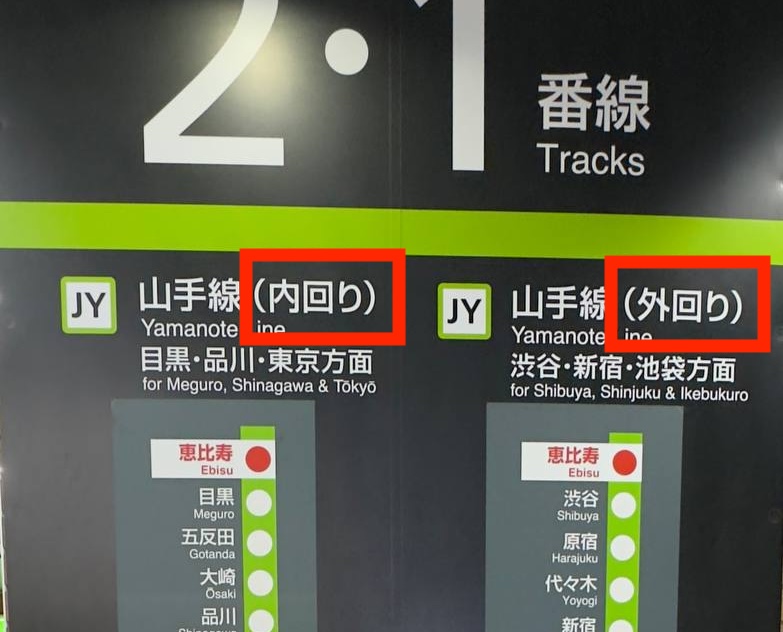 2・1
番線
Tracks
JY
山手線(内回り)
Yamanote
ine
目黒・品川・東京方面
for Meguro, Shinagawa & Tōkyō
恵比寿
Ebisu
目黒
Meguro
五反田
Gotanda
大崎
Ōsaki
品川
JY
山手線(外回り)
Yamanote
ine
渋谷・新宿・池袋方面
for Shibuya, Shinjuku & Ikebukuro
恵比寿
Ebisu
渋谷
Shibuya
原宿
Harajuku
代々木
Yoyogi
新宿